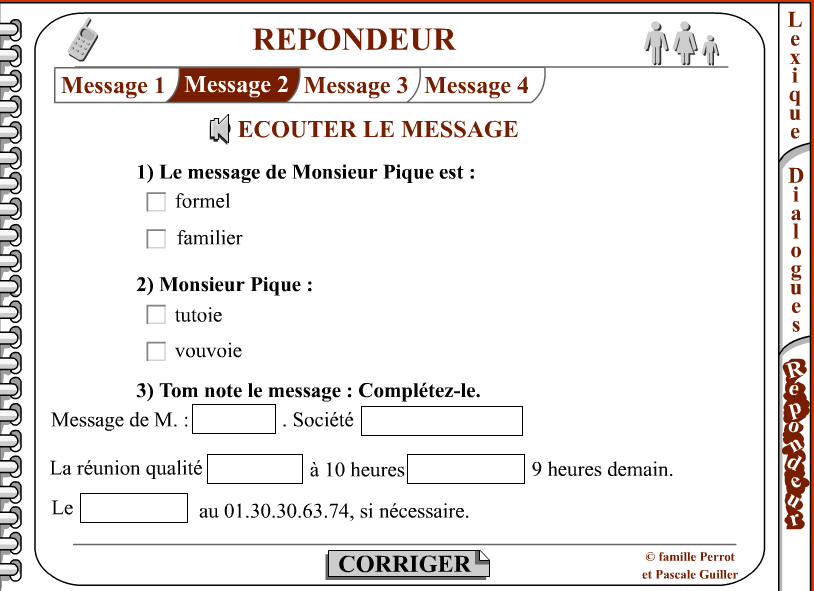 REPONDEUR
Message 1 Message 2 Message 3 Message 4
ECOUTER LE MESSAGE
1) Le message de Monsieur Pique est :
formel
familier
2) Monsieur Pique :
tutoie
vouvoie
3) Tom note le message : Complétez-le.
Message de M. : . Société
La réunion qualité à 10 heures 9 heures demain.
Le au 01.30.30.63.74, si nécessaire.
CORRIGER
© famille Perrot
et Pascale Guiller
Lexique
Dialogues
Repondeur